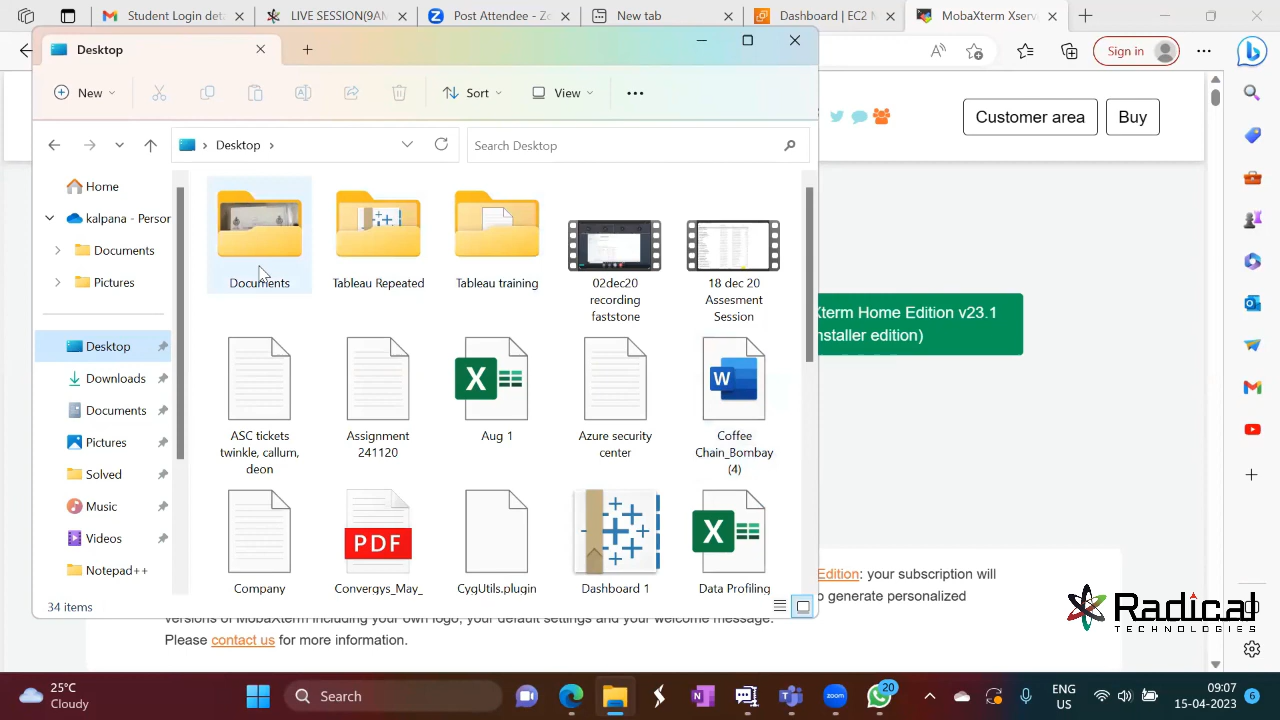 Student Login deta
LIVE SESSION(9AM
Post Attendee - Zo
New tab
Dashboard | EC2 M
MobaXterm Xserv
Desktop
Sign in
New
Sort
View
Customer area
Buy
Desktop
Search Desktop
Home
kalpana - Person
Documents
Pictures
Desktop
Downloads
Documents
Pictures
Solved
Music
Videos
Notepad++
Documents
Tableau Repeated
Tableau training
02dec20
recording
faststone
18 dec 20
Assesment
Session
ASC tickets
twinkle, callum,
deon
Assignment
241120
Aug 1
Azure security
center
Coffee
Chain_Bombay
(4)
Company
PDF
Convergys_May_
CygUtils.plugin
Dashboard 1
Data Profiling
34 items
Xterm Home Edition v23.1
nstaller edition)
Edition: your subscription will
o generate personalized
versions of MobaXterm including your own logo, your default settings and your welcome message.
Please contact us for more information.
Radical
TECHNOLOGIES
25°C
Cloudy
Search
20
ENG
US
09:07
15-04-2023
6